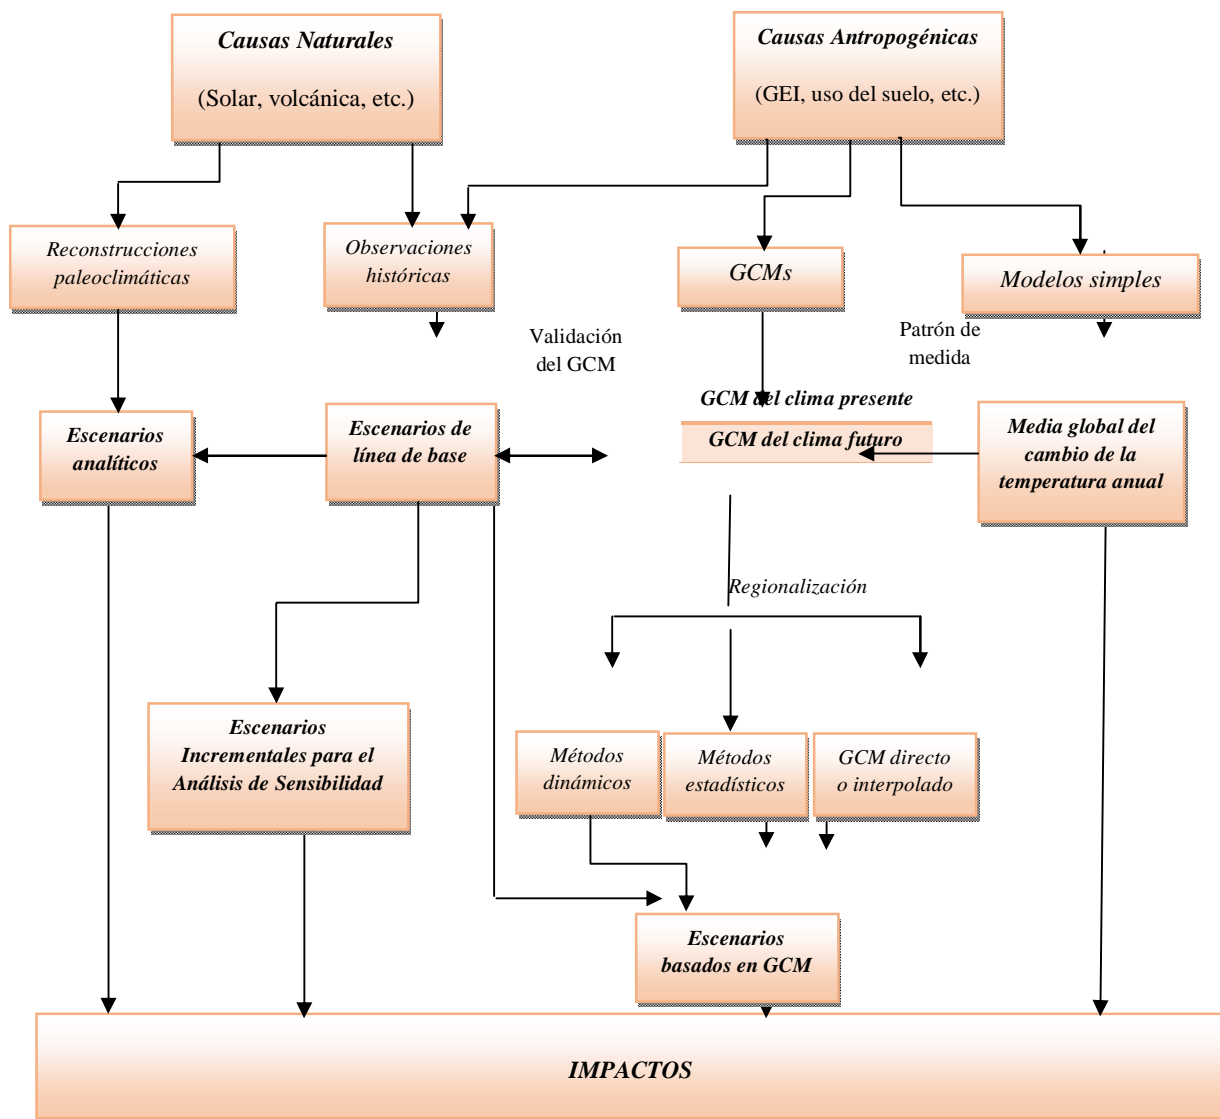 Causas Naturales
(Solar, volcánica, etc.)
Causas Antropogénicas
(GEI, uso del suelo, etc.)
Reconstrucciones
paleoclimáticas
Observaciones
históricas
GCMs
Modelos simples
Validación
del GCM
Patrón de
medida
GCM del clima presente
GCM del clima futuro
Escenarios
analíticos
Escenarios de
línea de base
Media global del
cambio de la
temperatura anual
Regionalización
Escenarios
Incrementales para el
Análisis de Sensibilidad
Métodos
dinámicos
Métodos
estadísticos
GCM directo
o interpolado
Escenarios
basados en GCM
IMPACTOS